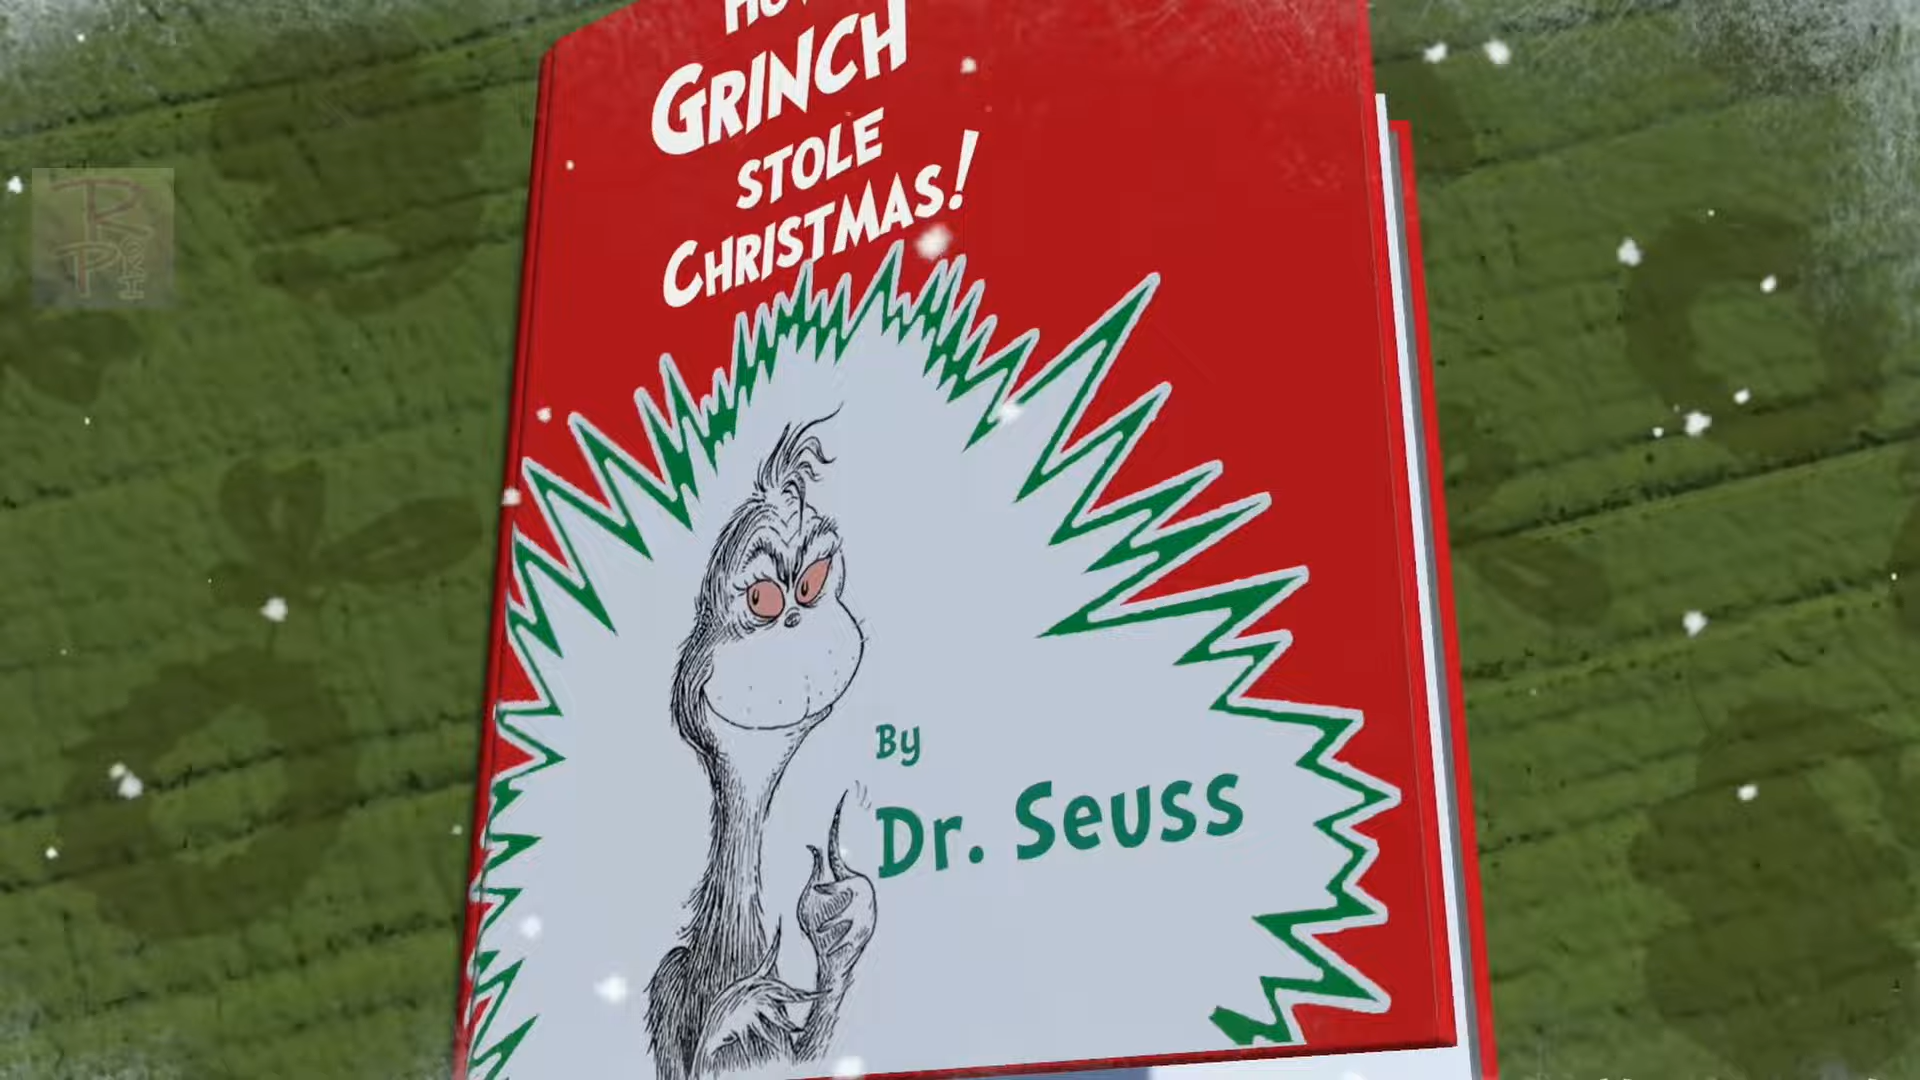 GRINCH
STOLE
CHRISTMAS!
By
Dr. Seuss